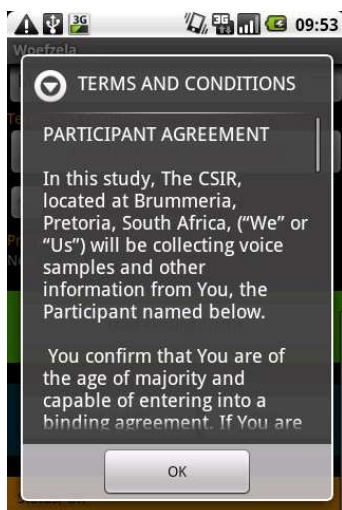 3G 3G 09:53
Woefzela
TERMS AND CONDITIONS
PARTICIPANT AGREEMENT
In this study, The CSIR,
located at Brummeria,
Pretoria, South Africa, (“We” or
“Us”) will be collecting voice
samples and other
information from You, the
Participant named below.
You confirm that You are of
the age of majority and
capable of entering into a
binding agreement. If You are
OK